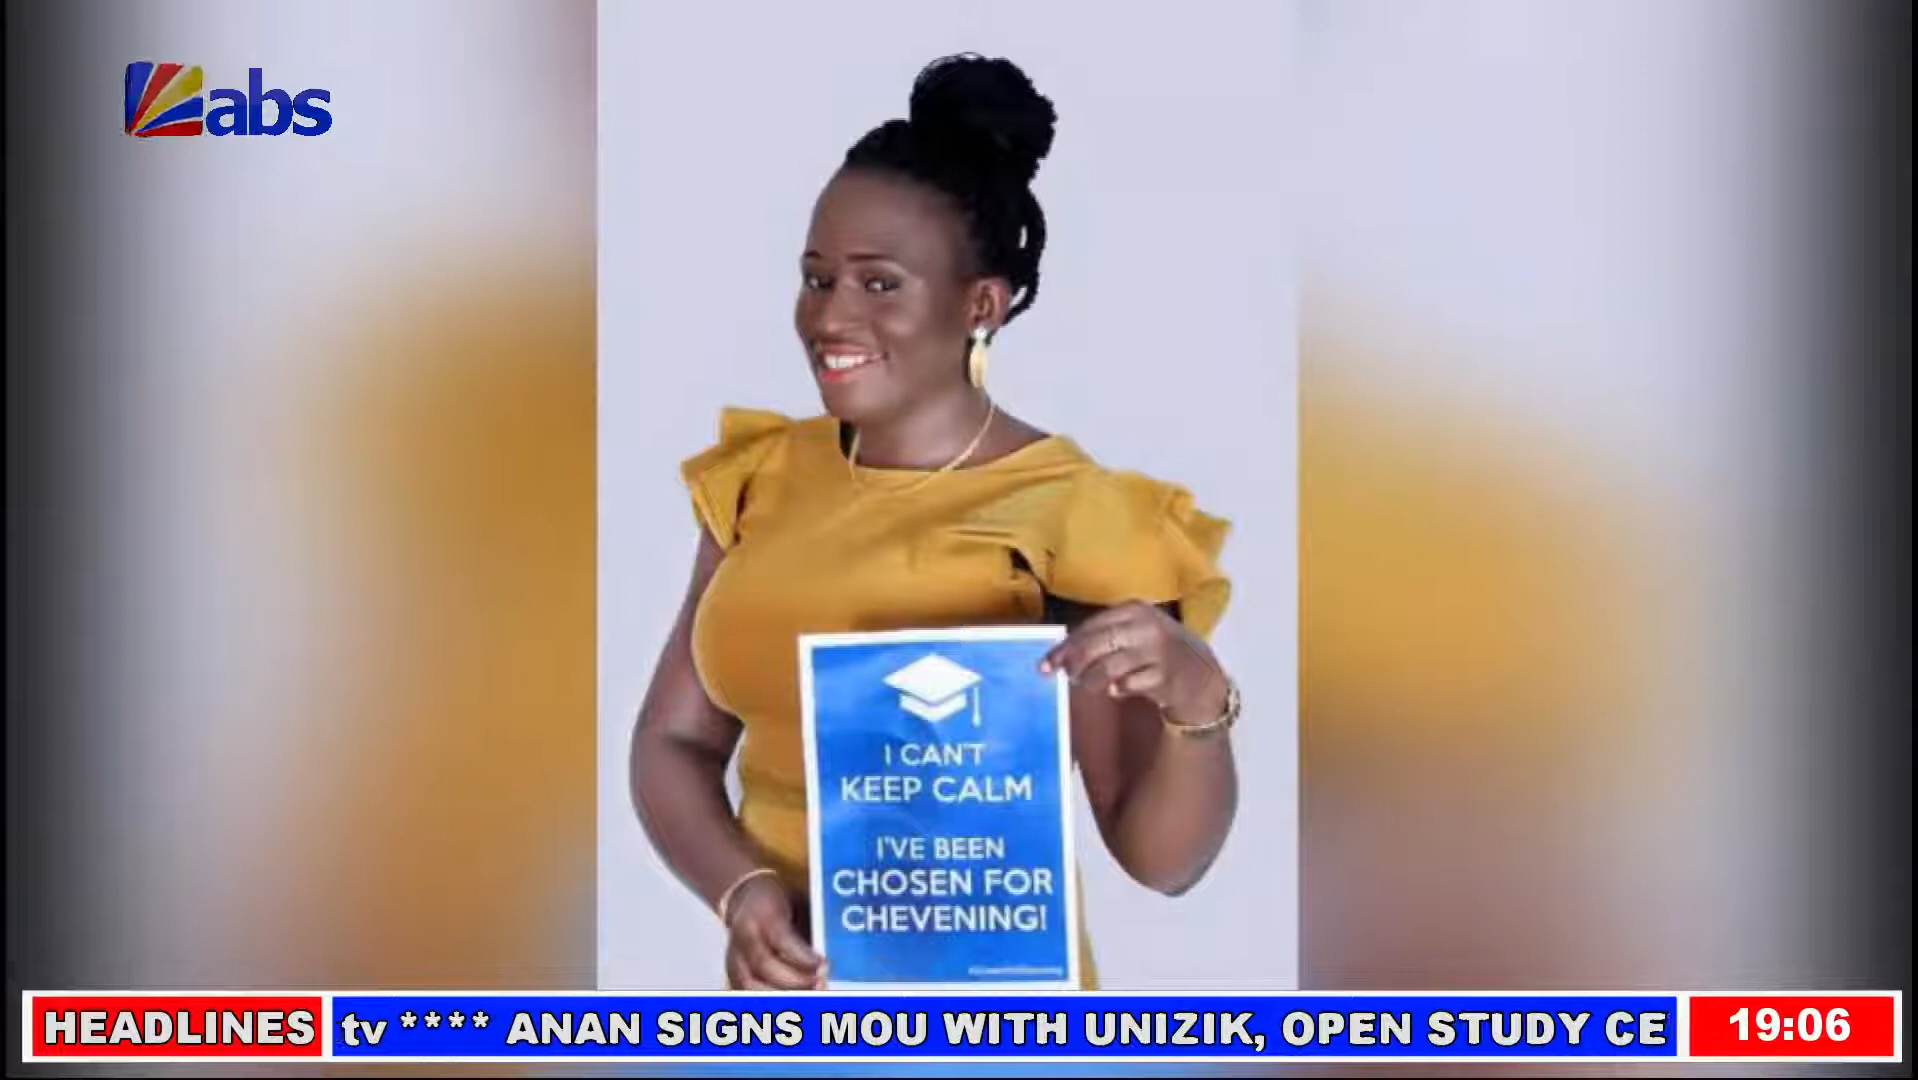 abs
I CAN'T
KEEP CALM
I'VE BEEN
CHOSEN FOR
CHEVENING!
HEADLINES
tv **** ANAN SIGNS MOU WITH UNIZIK, OPEN STUDY CE
19:06